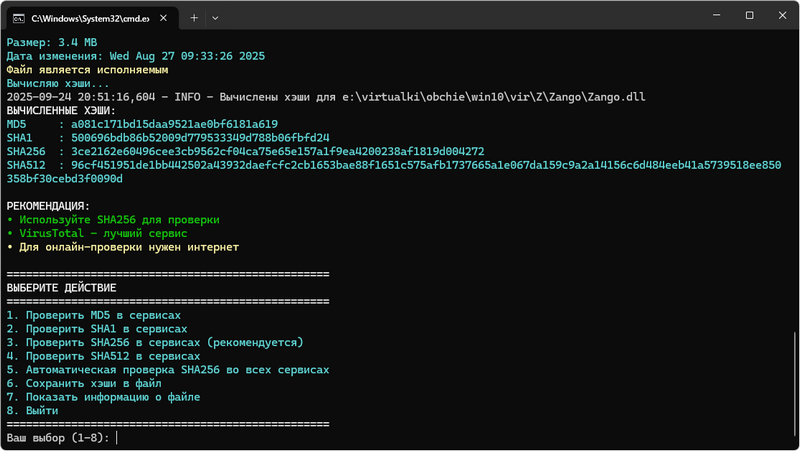 C:\Windows\System32\cmd.ex
Размер: 3.4 MB
Дата изменения: Wed Aug 27 09:33:26 2025
Файл является исполняемым
Вычисляю хэши...
2025-09-24 20:51:16,604 - INFO - Вычислены хэши для e:\virtualki\obchie\win10\vir\Z\Zango\Zango.dll
ВЫЧИСЛЕННЫЕ ХЭШИ:
MD5 : a081c171bd15daa9521ae0bf6181a619
SHA1 : 500696bdb86b52009d779533349d788b06fbfd24
SHA256 : 3ce2162e60496cee3cb9562cf04ca75e65e157a1f9ea4200238af1819d004272
SHA512 : 96cf451951de1bb442502a43932daefcfc2cb1653bae88f1651c575afb1737665a1e067da159c9a2a14156c6d484eeb41a5739518ee850
358bf30cebd3f0090d
РЕКОМЕНДАЦИЯ:
• Используйте SHA256 для проверки
• VirusTotal - лучший сервис
• Для онлайн-проверки нужен интернет
==================================================
ВЫБЕРИТЕ ДЕЙСТВИЕ
==================================================
1. Проверить MD5 в сервисах
2. Проверить SHA1 в сервисах
3. Проверить SHA256 в сервисах (рекомендуется)
4. Проверить SHA512 в сервисах
5. Автоматическая проверка SHA256 во всех сервисах
6. Сохранить хэши в файл
7. Показать информацию о файле
8. Выйти
==================================================
Ваш выбор (1-8):